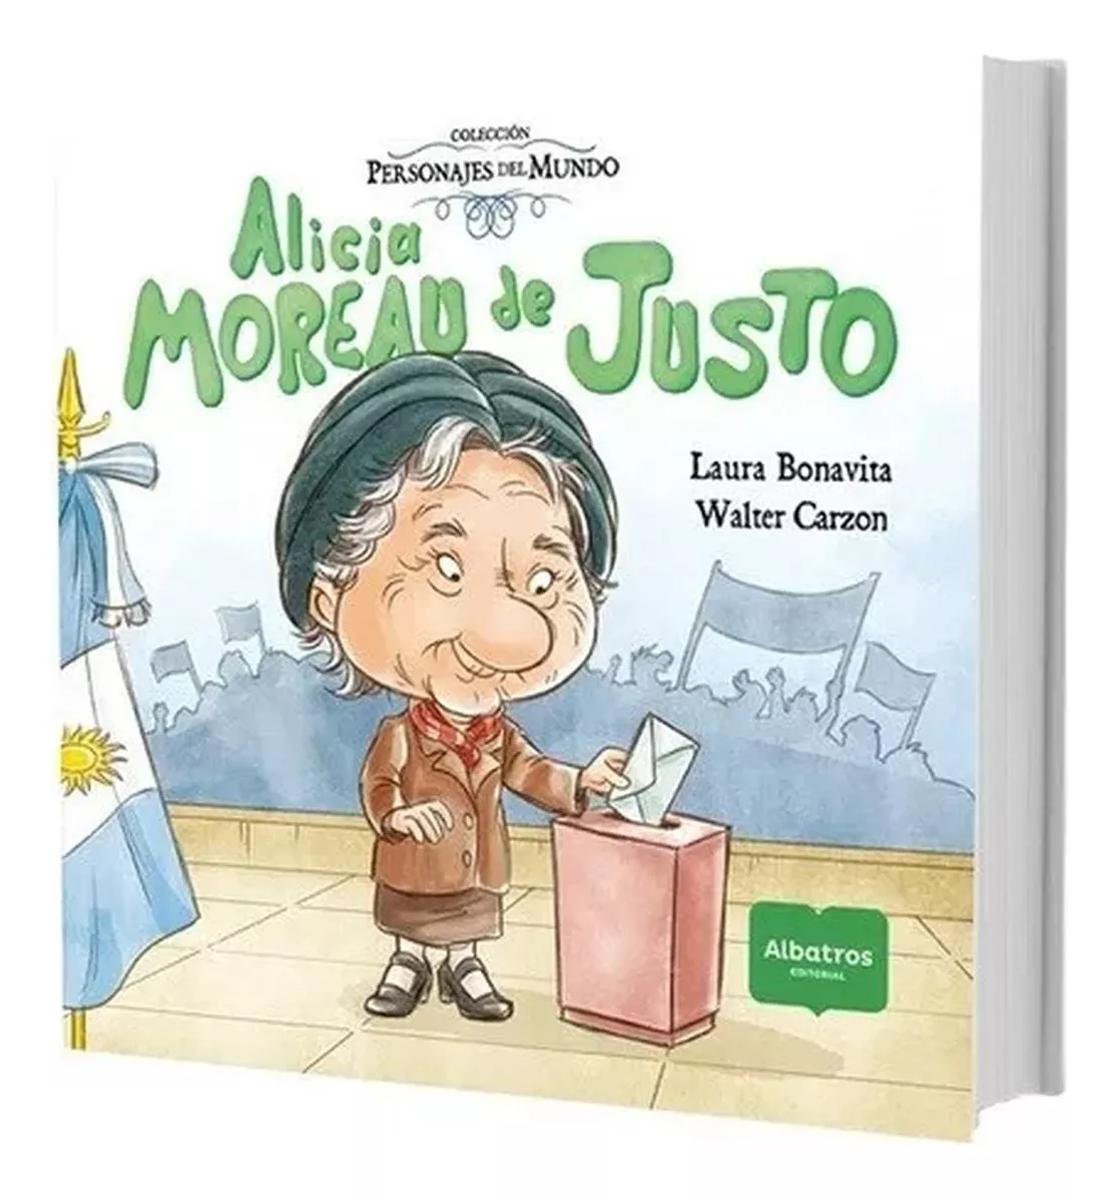 COLECCIÓN
PERSONAJES DEL MUNDO
Alicia
MOREAU de JUSTO
Laura Bonavita
Walter Carzon
Albatros
EDITORIAL